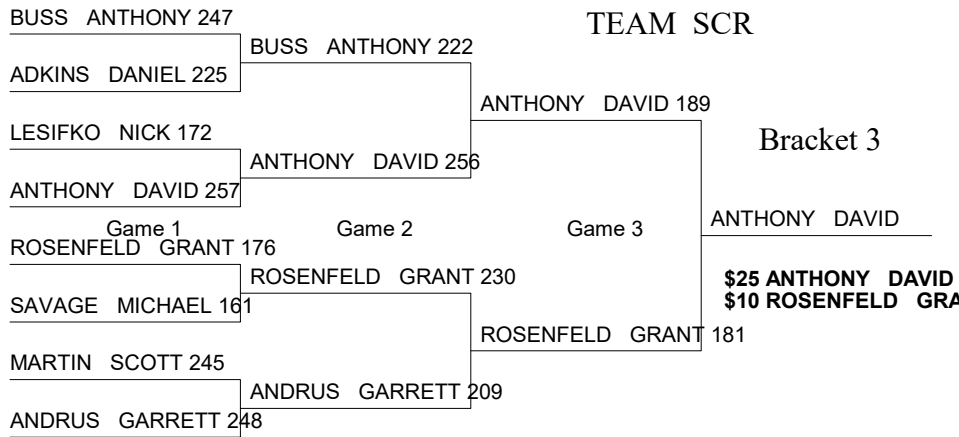 BUSS ANTHONY 247
TEAM SCR
BUSS ANTHONY 222
ADKINS DANIEL 225
ANTHONY DAVID 189
LESIFKO NICK 172
Bracket 3
ANTHONY DAVID 256
ANTHONY DAVID 257
Game 1
Game 2
Game 3
ANTHONY DAVID
ROSENFELD GRANT 176
ROSENFELD GRANT 230
$25 ANTHONY DAVID
$10 ROSENFELD GRA
SAVAGE MICHAEL 161
ROSENFELD GRANT 181
MARTIN SCOTT 245
ANDRUS GARRETT 209
ANDRUS GARRETT 248